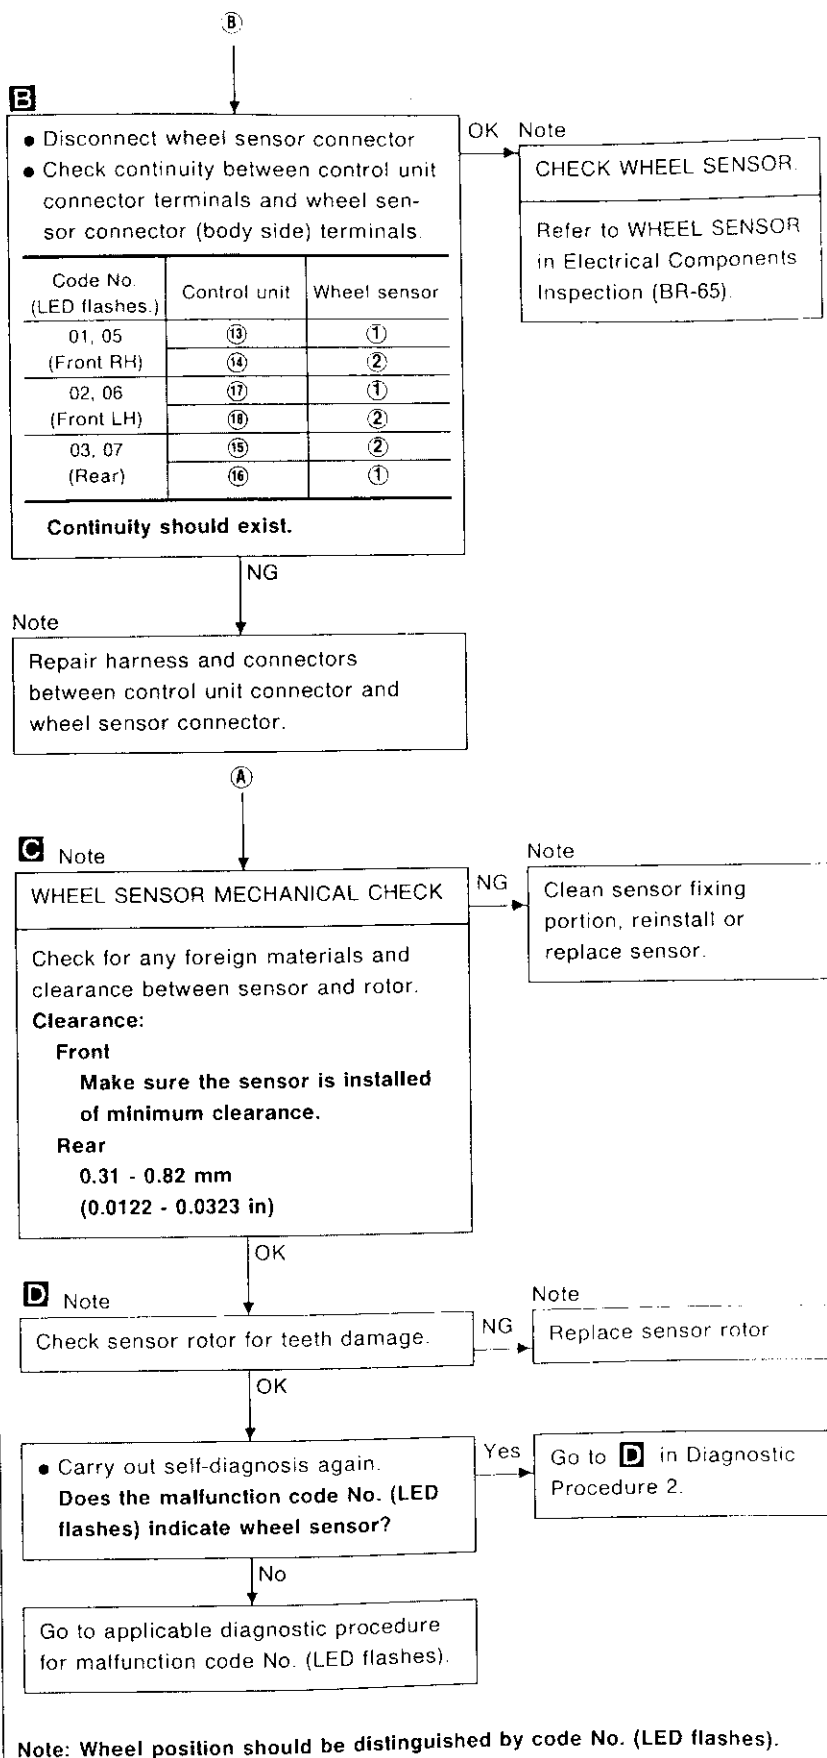 Ⓑ
B
● Disconnect wheel sensor connector
● Check continuity between control unit
connector terminals and wheel sen-
sor connector (body side) terminals.
Code No.
(LED flashes.)
Control unit
Wheel sensor
01, 05
(Front RH)
⑬ ①
⑭ ②
02, 06
(Front LH)
⑰ ①
⑱ ②
03, 07
(Rear)
⑮ ②
⑯ ①
Continuity should exist.
OK
Note
CHECK WHEEL SENSOR.
Refer to WHEEL SENSOR
in Electrical Components
Inspection (BR-65).
NG
Note
Repair harness and connectors
between control unit connector and
wheel sensor connector.
Ⓐ
C Note
WHEEL SENSOR MECHANICAL CHECK
Check for any foreign materials and
clearance between sensor and rotor.
Clearance:
Front
Make sure the sensor is installed
of minimum clearance.
Rear
0.31 - 0.82 mm
(0.0122 - 0.0323 in)
NG
Note
Clean sensor fixing
portion, reinstall or
replace sensor.
OK
D Note
Check sensor rotor for teeth damage.
NG
Note
Replace sensor rotor
OK
● Carry out self-diagnosis again.
Does the malfunction code No. (LED
flashes) indicate wheel sensor?
Yes
Go to D in Diagnostic
Procedure 2.
No
Go to applicable diagnostic procedure
for malfunction code No. (LED flashes).
Note: Wheel position should be distinguished by code No. (LED flashes).